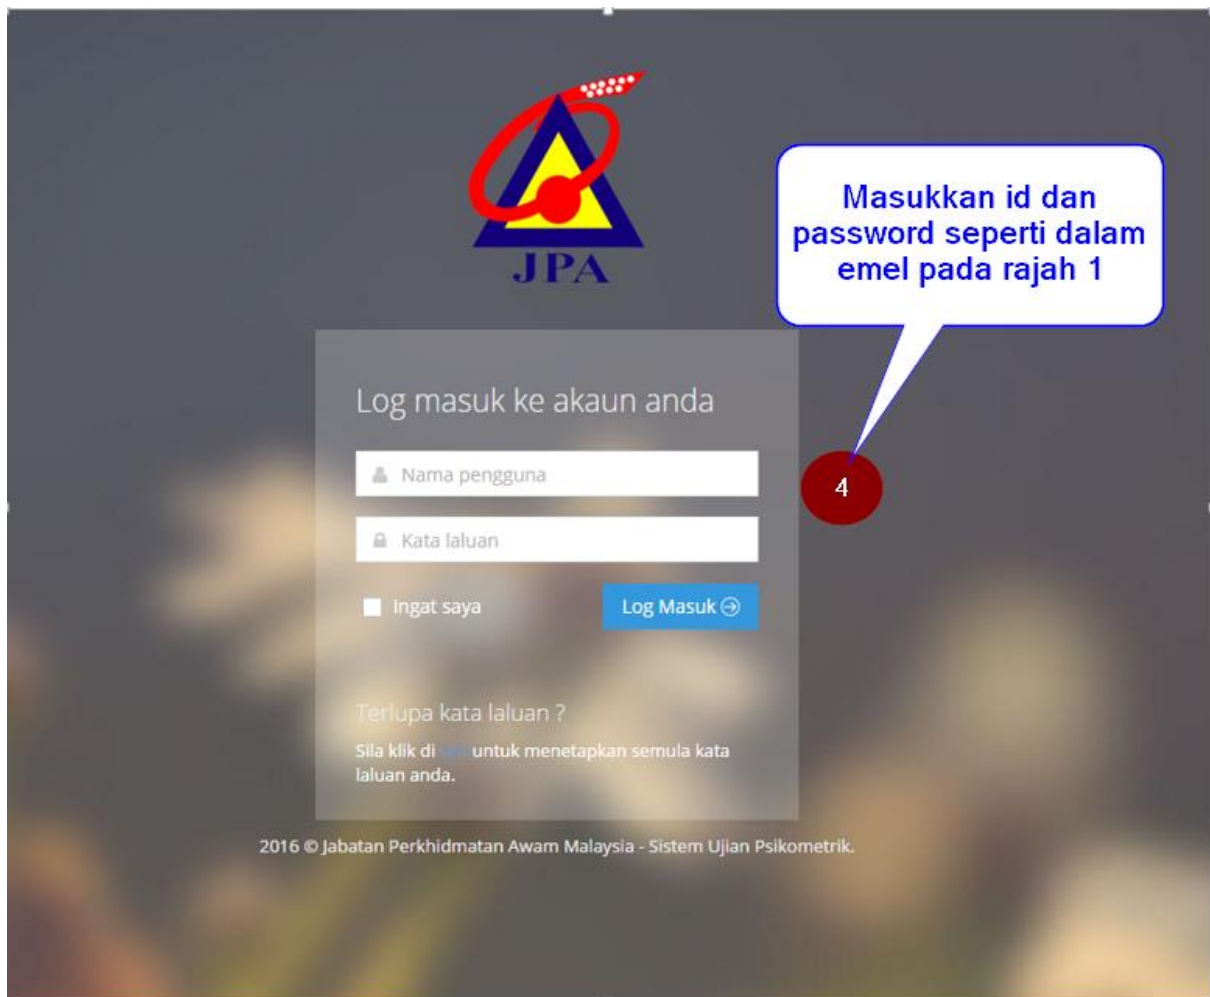 JPA
Masukkan id dan
password seperti dalam
emel pada rajah 1
Log masuk ke akaun anda
Nama pengguna
4
Kata laluan
Ingat saya
Log Masuk
Terlupa kata laluan ?
Sila klik di untuk menetapkan semula kata
laluan anda.
2016 © Jabatan Perkhidmatan Awam Malaysia - Sistem Ujian Psikometrik.